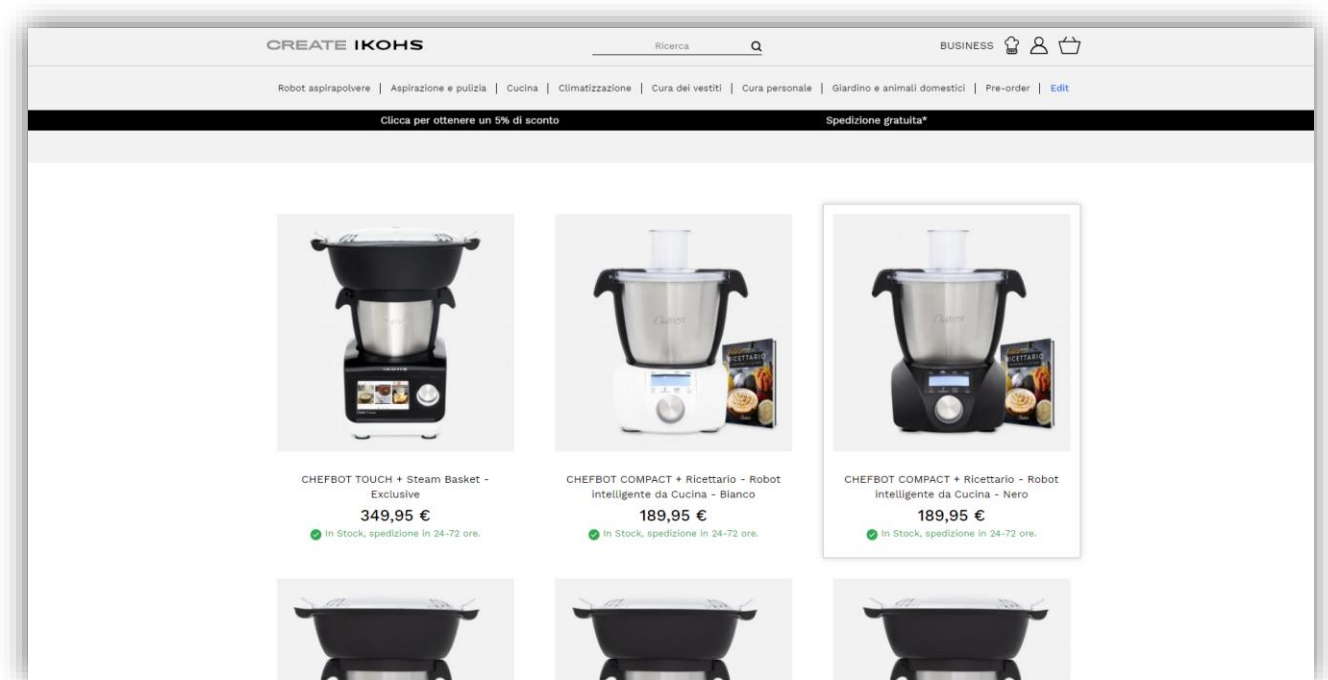 CREATE IKOHS
Ricerca
BUSINESS
Robot aspirapolvere | Aspirazione e pulizia | Cucina | Climatizzazione | Cura dei vestiti | Cura personale | Giardino e animali domestici | Pre-order | Edit
Clicca per ottenere un 5% di sconto
Spedizione gratuita*
IKOHS
RICETTARIO
RICETTARIO
CHEFBOT TOUCH + Steam Basket -
Exclusive
349,95 €
In Stock, spedizione in 24-72 ore.
CHEFBOT COMPACT + Ricettario - Robot
intelligente da Cucina - Bianco
189,95 €
In Stock, spedizione in 24-72 ore.
CHEFBOT COMPACT + Ricettario - Robot
intelligente da Cucina - Nero
189,95 €
In Stock, spedizione in 24-72 ore.